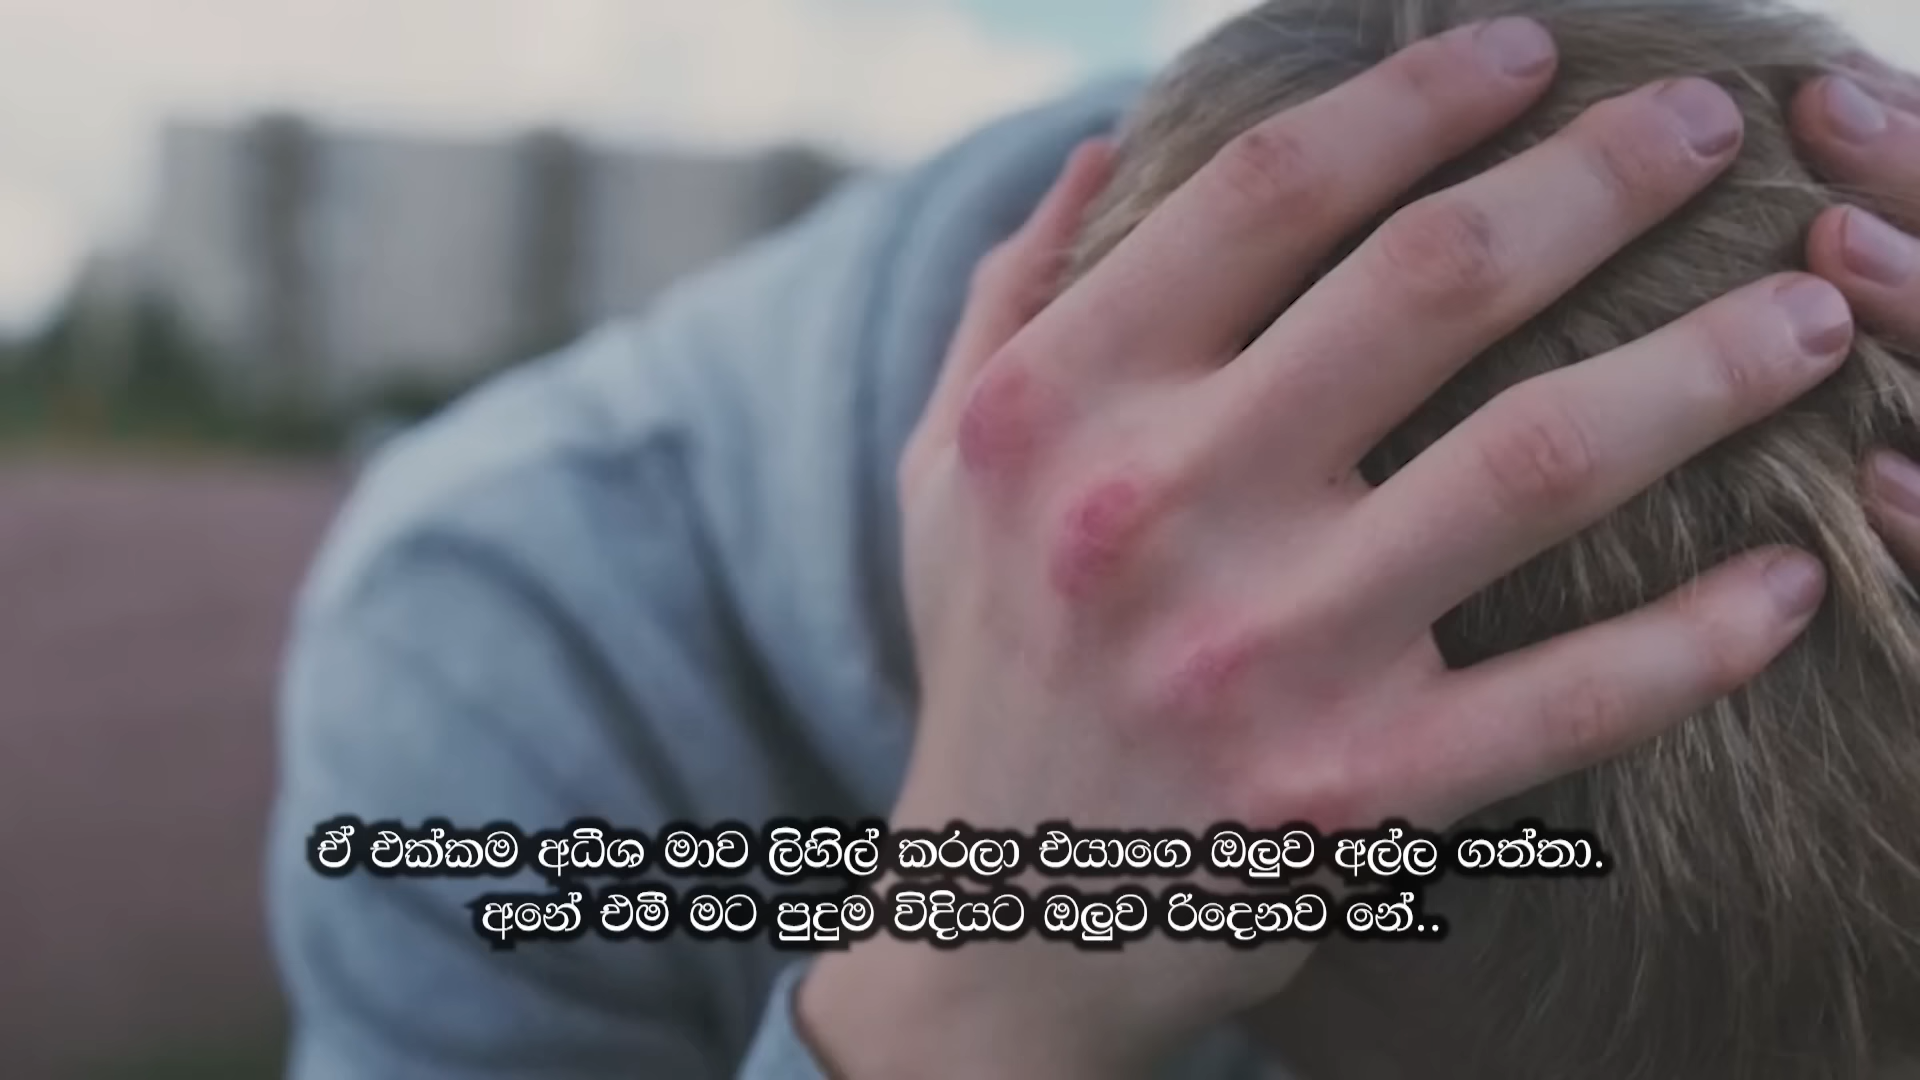 ඒ එක්කම අධීශ මාව ලිහිල් කරලා එයාගෙ ඔලුව අල්ල ගත්තා.
අනේ එමී මට පුදුම විදියට ඔලුව රිදෙනව නේ..